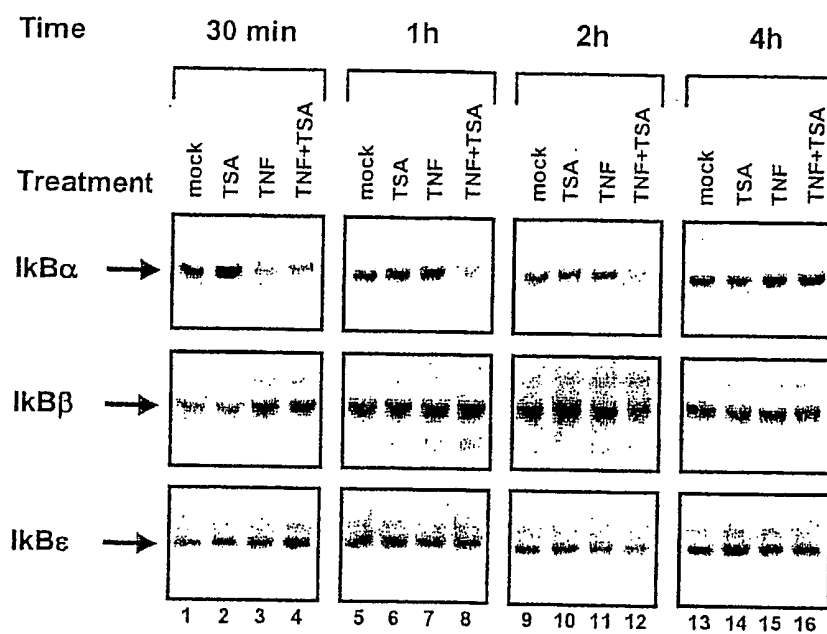 Time 30 min 1h 2h 4h
Treatment mock TSA TNF TNF+TSA mock TSA TNF TNF+TSA mock TSA TNF TNF+TSA mock TSA TNF TNF+TSA
IkBα
IkBβ
IkBε
1 2 3 4 5 6 7 8 9 10 11 12 13 14 15 16